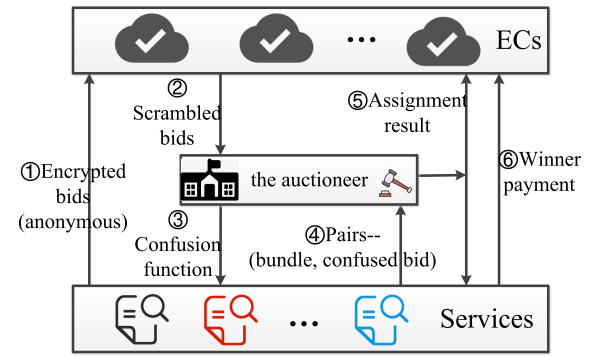 ECs
②
Scrambled
bids
⑤Assignment
result
①Encrypted
bids
(anonymous)
the auctioneer
⑥Winner
payment
③
Confusion
function
④Pairs--
(bundle, confused bid)
Services